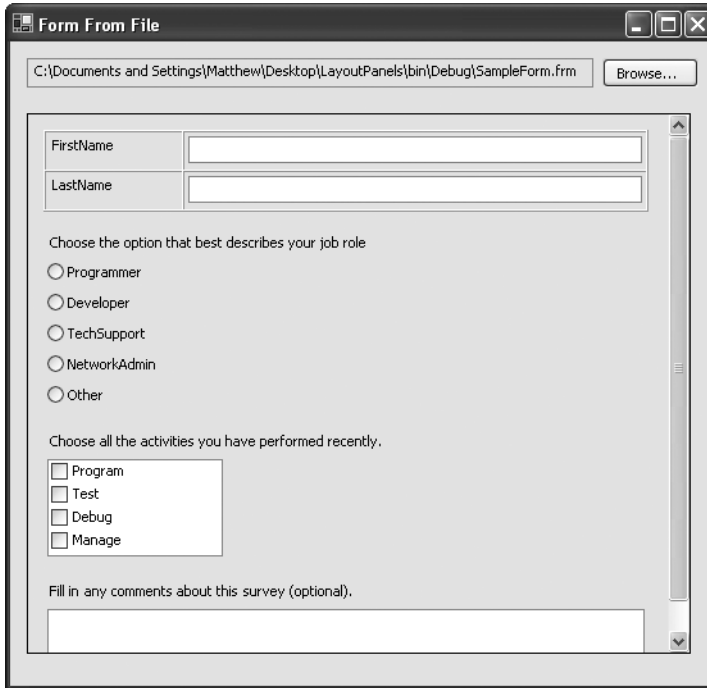 Form From File
C:\Documents and Settings\Matthew\Desktop\LayoutPanels\bin\Debug\SampleForm.frm
Browse...
FirstName
LastName
Choose the option that best describes your job role
Programmer
Developer
TechSupport
NetworkAdmin
Other
Choose all the activities you have performed recently.
Program
Test
Debug
Manage
Fill in any comments about this survey (optional).